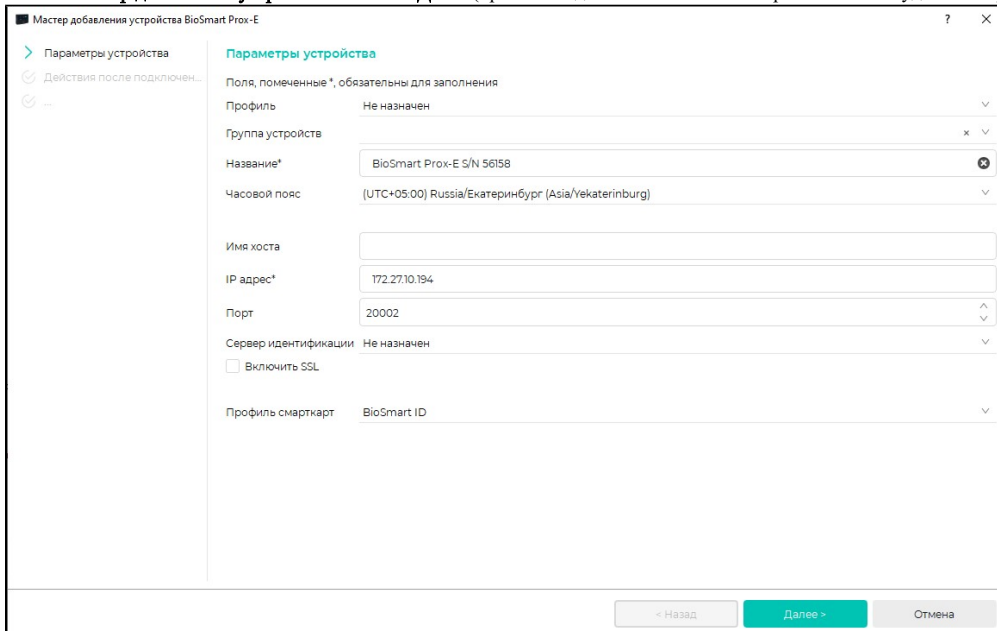 Мастер добавления устройства BioSmart Prox-E ? ×
Параметры устройства
Действия после подключен...
...
Параметры устройства
Поля, помеченные *, обязательны для заполнения
Профиль Не назначен
Группа устройств ×
Название* BioSmart Prox-E S/N 56158
Часовой пояс (UTC+05:00) Russia/Екатеринбург (Asia/Yekaterinburg)
Имя хоста
IP адрес* 172.27.10.194
Порт 20002
Сервер идентификации Не назначен
Включить SSL
Профиль смарткарт BioSmart ID
< Назад Далее > Отмена